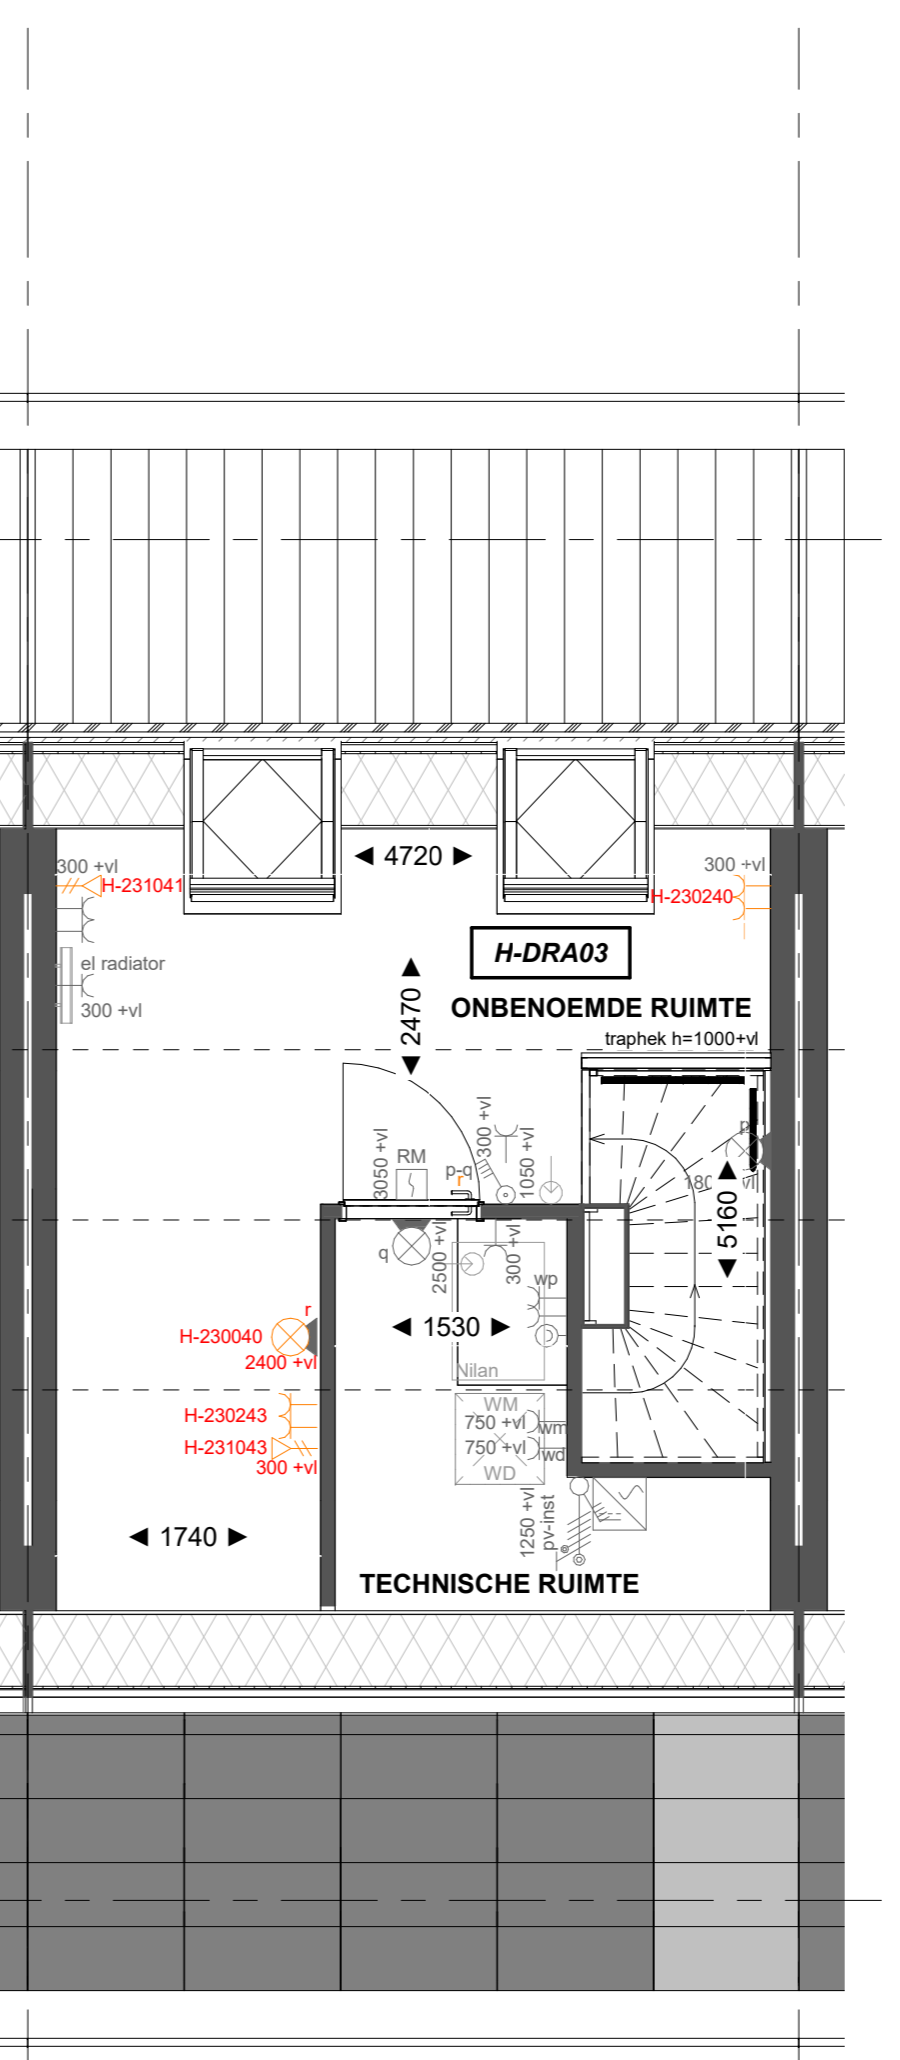 4720
300 +vl
H-231041
300 +vl
H-230240
H-DRA03
el radiator
300 +vl
2470
ONBENOEMDE RUIMTE
traphek h=1000+vl
3050 +vl
RM
p-q
r
300 +vl
1050 +vl
p
5160
q
2500 +vl
300 +vl
wp
r
H-230040
2400 +vl
1530
Nilan
H-230243
H-231043
300 +vl
WM
750 +vl
wm
750 +vl
wd
WD
1250 +vl
pv-inst
1740
TECHNISCHE RUIMTE